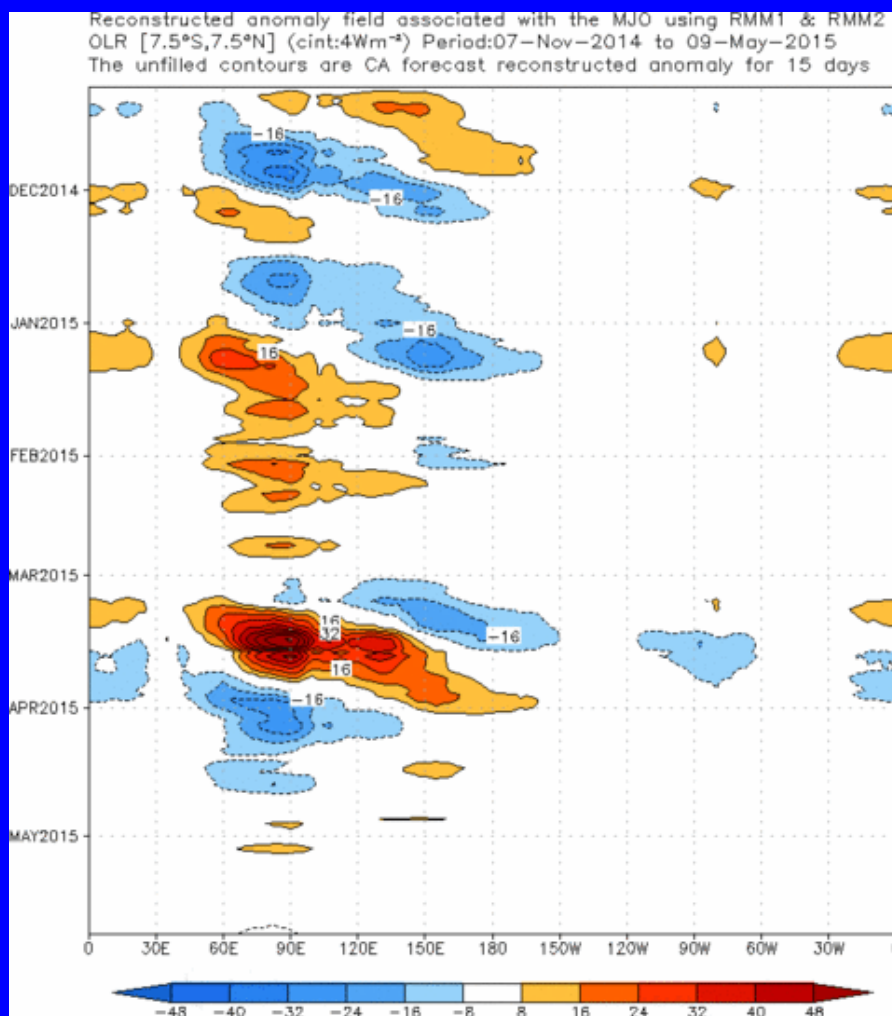 Reconstructed anomaly field associated with the MJO using RMM1 & RMM2
OLR [7.5°S,7.5°N] (cint:4Wm⁻²) Period:07-Nov-2014 to 09-May-2015
The unfilled contours are CA forecast reconstructed anomaly for 15 days
-16
DEC2014
-16
JAN2015
-16
16
FEB2015
MAR2015
16
32
-16
16
-16
APR2015
MAY2015
0 30E 60E 90E 120E 150E 180 150W 120W 90W 60W 30W
-48 -40 -32 -24 -16 -8 8 16 24 32 40 48